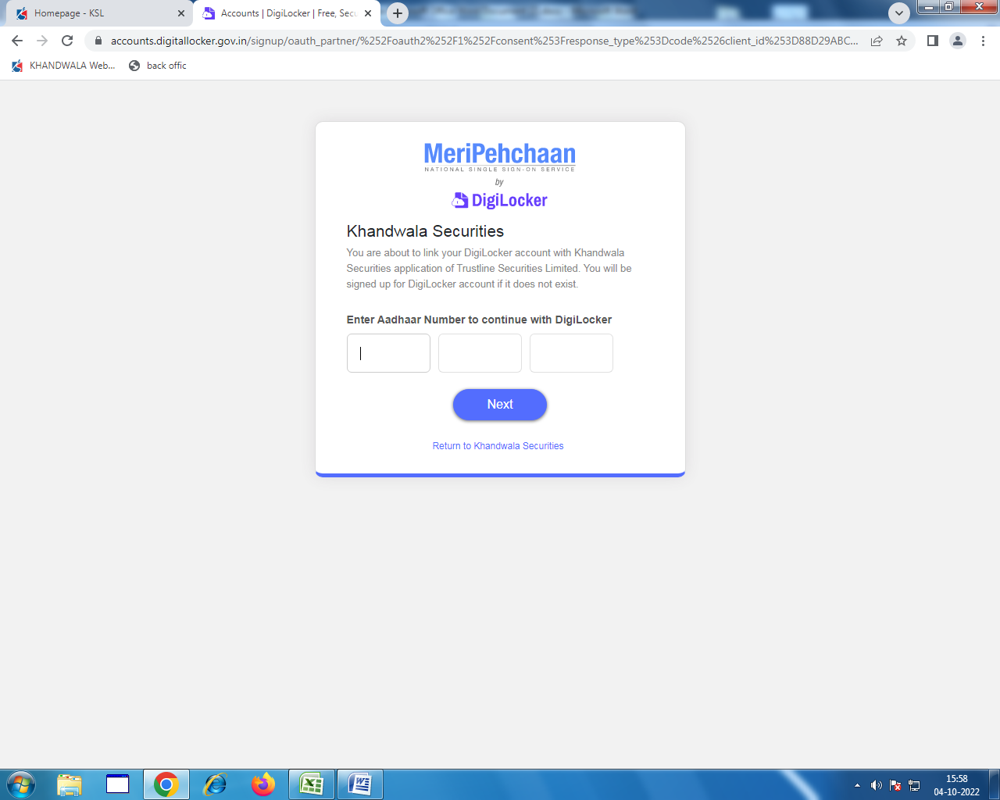 Homepage - KSL
Accounts | DigiLocker | Free, Secu
accounts.digitallocker.gov.in/signup/oauth_partner/%252Foauth2%252F1%252Fconsent%253Fresponse_type%253Dcode%2526client_id%253D88D29ABC...
KHANDWALA Web...
back offic
MeriPehchaan
NATIONAL SINGLE SIGN-ON SERVICE
by
DigiLocker
Khandwala Securities
You are about to link your DigiLocker account with Khandwala
Securities application of Trustline Securities Limited. You will be
signed up for DigiLocker account if it does not exist.
Enter Aadhaar Number to continue with DigiLocker
Next
Return to Khandwala Securities
15:58
04-10-2022